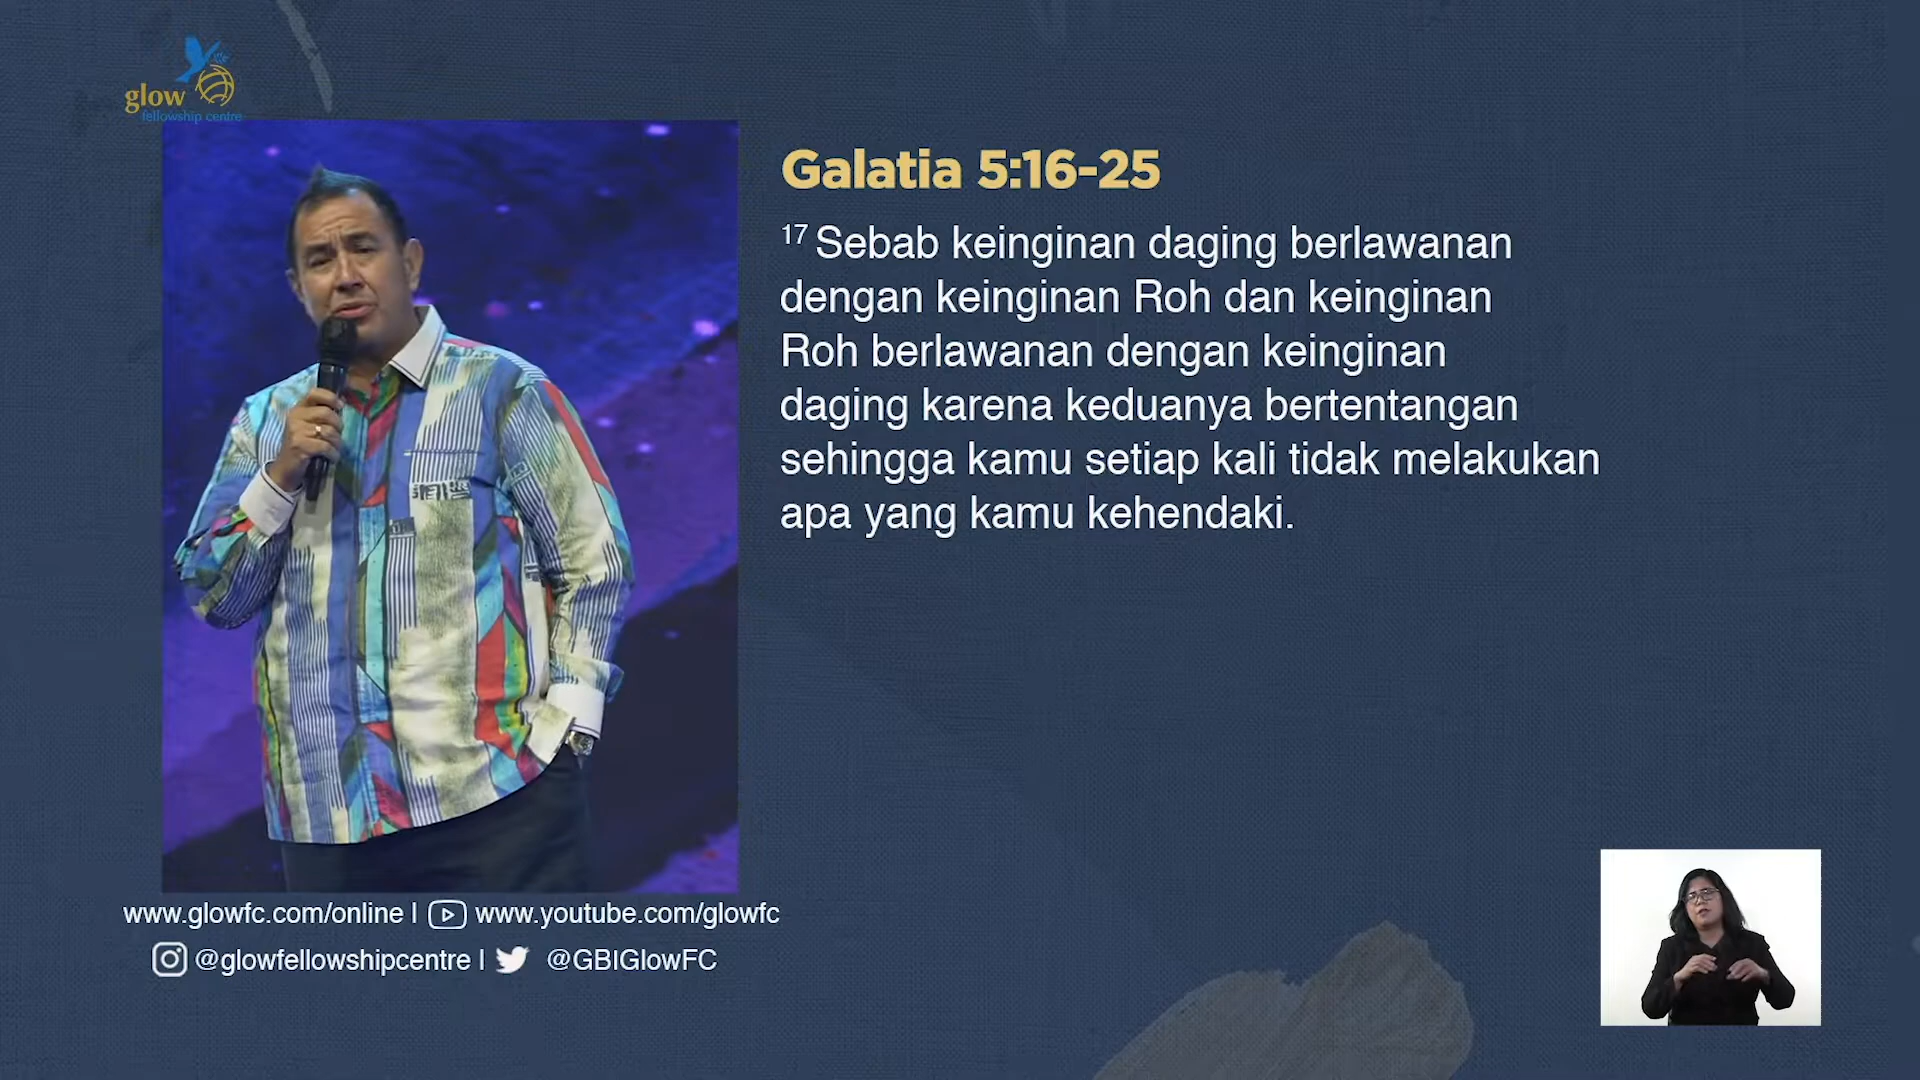 glow
fellowship centre
Galatia 5:16-25
17 Sebab keinginan daging berlawanan
dengan keinginan Roh dan keinginan
Roh berlawanan dengan keinginan
daging karena keduanya bertentangan
sehingga kamu setiap kali tidak melakukan
apa yang kamu kehendaki.
www.glowfc.com/online | www.youtube.com/glowfc
@glowfellowshipcentre | @GBIGlowFC